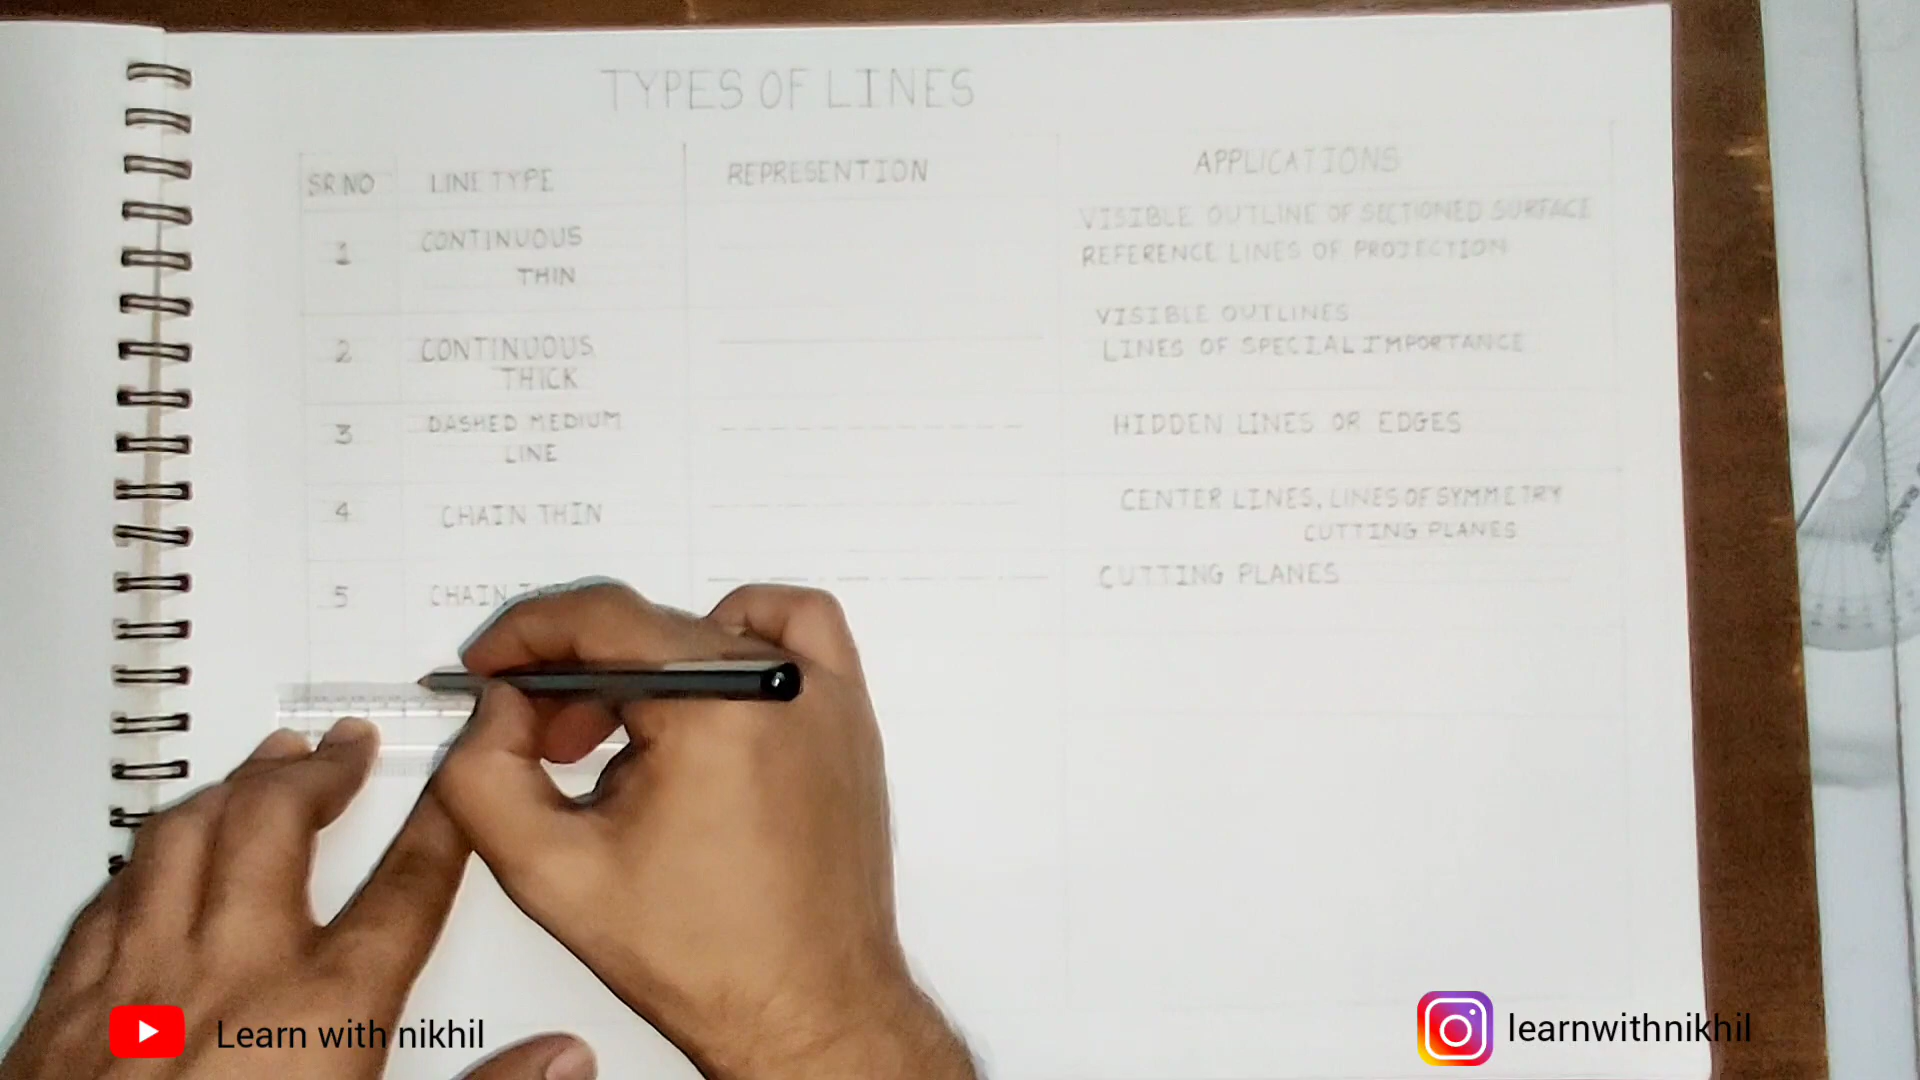 TYPES OF LINES
SR NO LINE TYPE REPRESENTION APPLICATIONS
1 CONTINUOUS THIN
VISIBLE OUTLINE OF SECTIONED SURFACE
REFERENCE LINES OF PROJECTION
2 CONTINUOUS THICK
VISIBLE OUTLINES
LINES OF SPECIAL IMPORTANCE
3 DASHED MEDIUM LINE
HIDDEN LINES OR EDGES
4 CHAIN THIN
CENTER LINES, LINES OF SYMMETRY
CUTTING PLANES
5 CHAIN
CUTTING PLANES
Learn with nikhil
learnwithnikhil